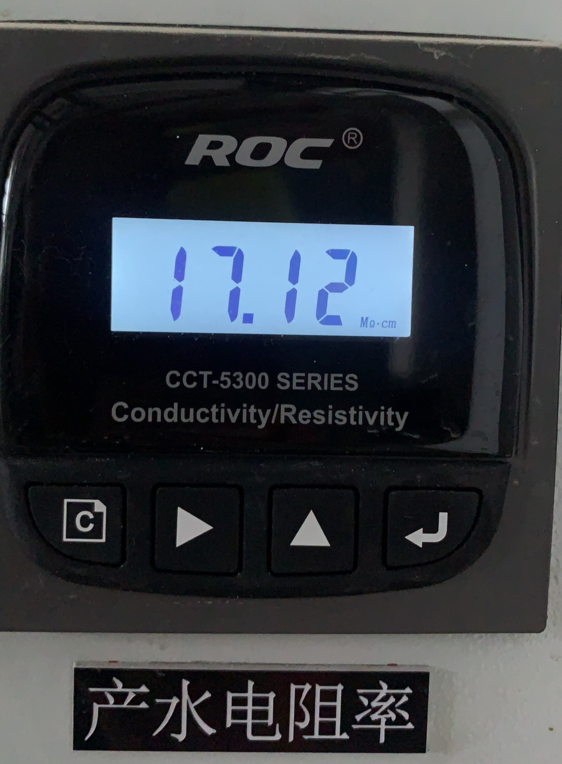 ROC®
17.12
MΩ·cm
CCT-5300 SERIES
Conductivity/Resistivity
C
产水电阻率